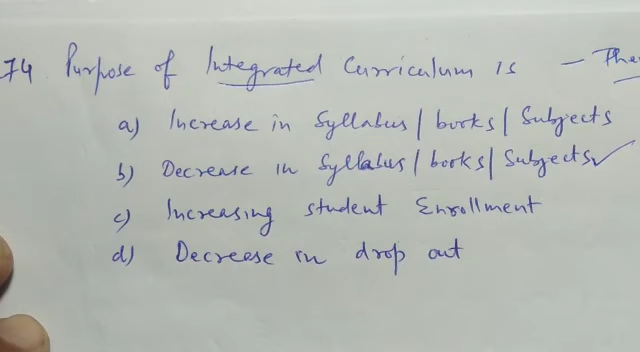 74. Purpose of Integrated Curriculum is – The
a) Increase in Syllabus / books / Subjects
b) Decrease in Syllabus / books / Subjects ✓
c) Increasing student Enrollment
d) Decrease in drop out